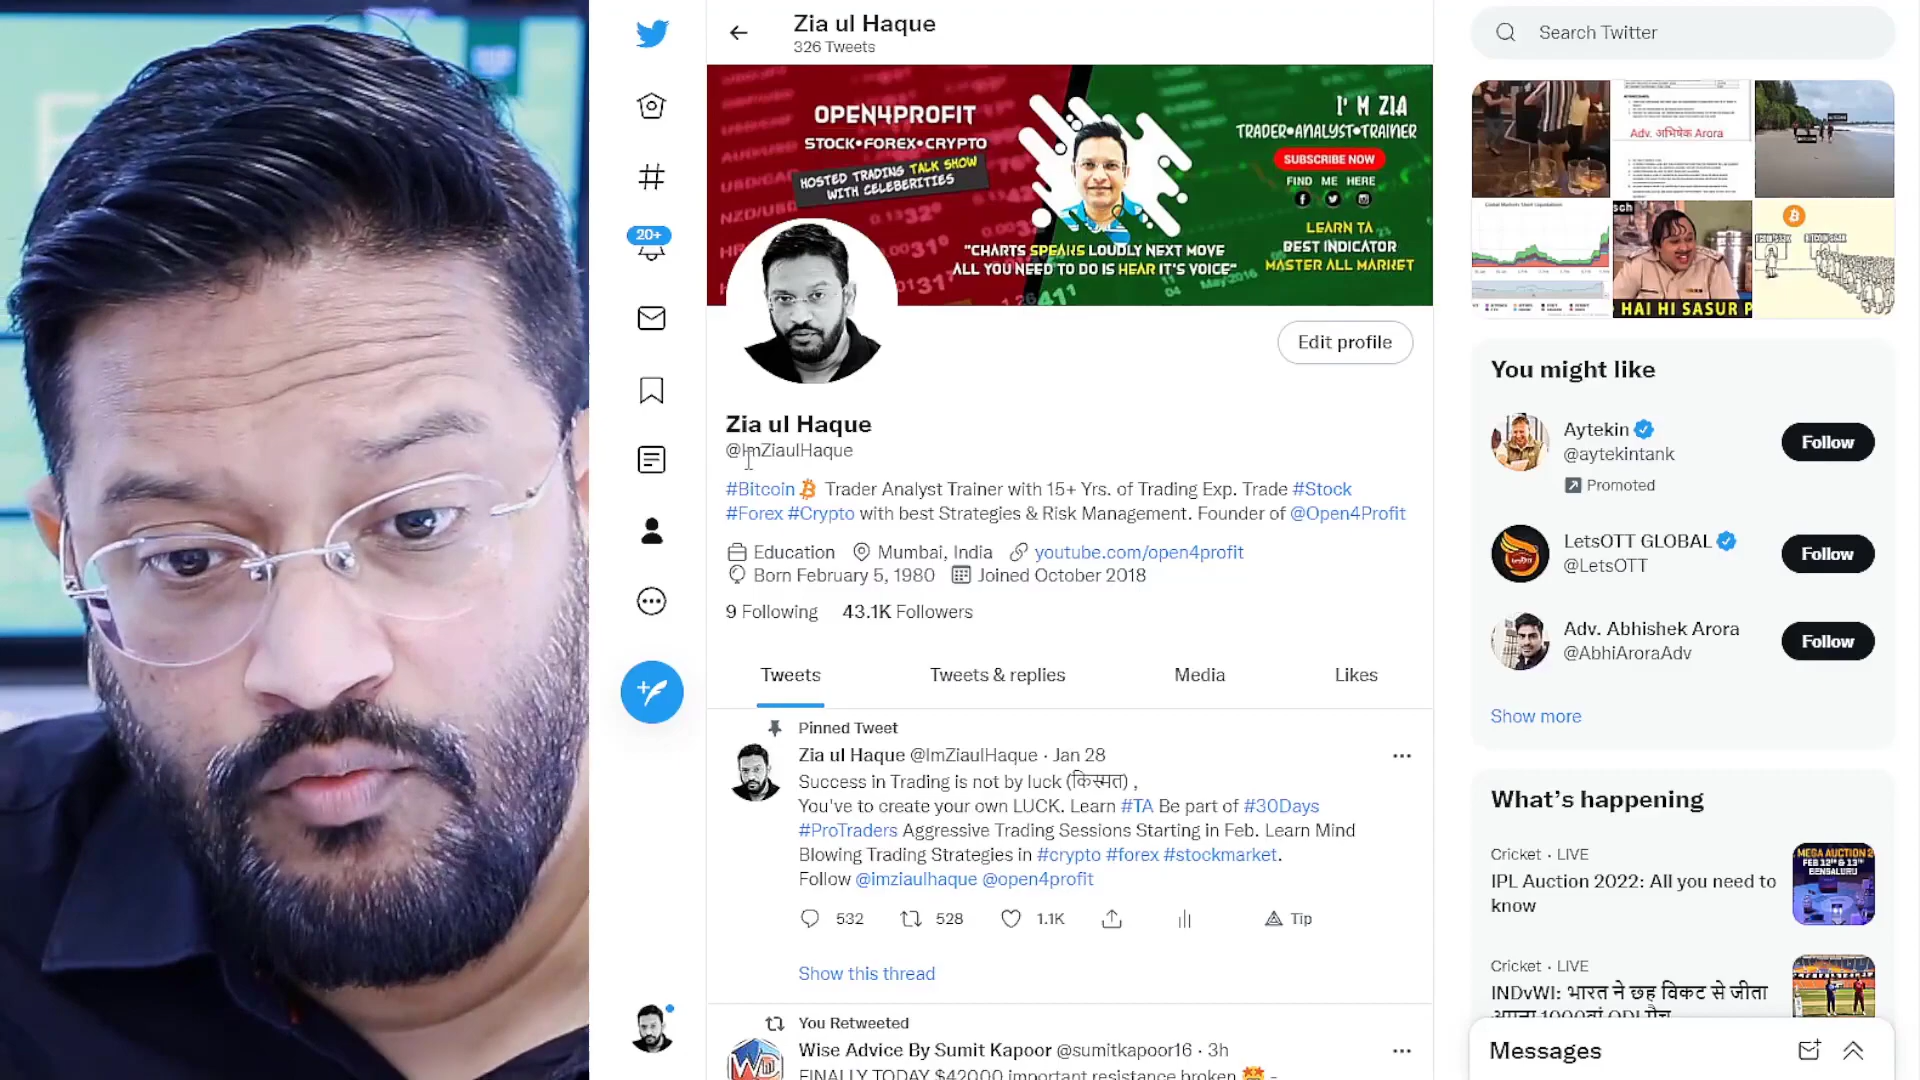 Zia ul Haque
326 Tweets
OPEN4PROFIT
STOCK•FOREX•CRYPTO
HOSTED TRADING TALK SHOW
WITH CELEBERITIES
"CHARTS SPEAKS LOUDLY NEXT MOVE
ALL YOU NEED TO DO IS HEAR IT'S VOICE"
I' M ZIA
TRADER•ANALYST•TRAINER
SUBSCRIBE NOW
FIND ME HERE
LEARN TA
BEST INDICATOR
MASTER ALL MARKET
20+
Edit profile
Zia ul Haque
@ImZiaulHaque
#Bitcoin Trader Analyst Trainer with 15+ Yrs. of Trading Exp. Trade #Stock
#Forex #Crypto with best Strategies & Risk Management. Founder of @Open4Profit
Education Mumbai, India youtube.com/open4profit
Born February 5, 1980 Joined October 2018
9 Following 43.1K Followers
Tweets Tweets & replies Media Likes
Pinned Tweet
Zia ul Haque @ImZiaulHaque · Jan 28
Success in Trading is not by luck (किस्मत) ,
You've to create your own LUCK. Learn #TA Be part of #30Days
#ProTraders Aggressive Trading Sessions Starting in Feb. Learn Mind
Blowing Trading Strategies in #crypto #forex #stockmarket.
Follow @imziaulhaque @open4profit
532 528 1.1K Tip
Show this thread
You Retweeted
Wise Advice By Sumit Kapoor @sumitkapoor16 · 3h
FINALLY TODAY $42000 important resistance broken 🤩 -
Search Twitter
Adv. अभिषेक Arora
HAI HI SASUR P
You might like
Aytekin
@aytekintank
Promoted
Follow
LetsOTT GLOBAL
@LetsOTT
Follow
Adv. Abhishek Arora
@AbhiAroraAdv
Follow
Show more
What's happening
Cricket · LIVE
IPL Auction 2022: All you need to
know
MEGA AUCTION 2
FEB 12TH & 13TH
BENGALURU
Cricket · LIVE
INDvWI: भारत ने छह विकट से जीता
अपना 1000वां ODI मैच
Messages